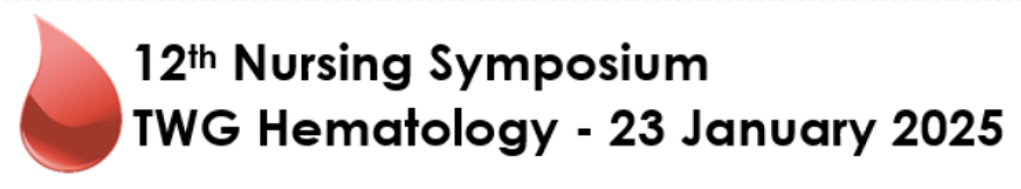 12th Nursing Symposium
TWG Hematology - 23 January 2025